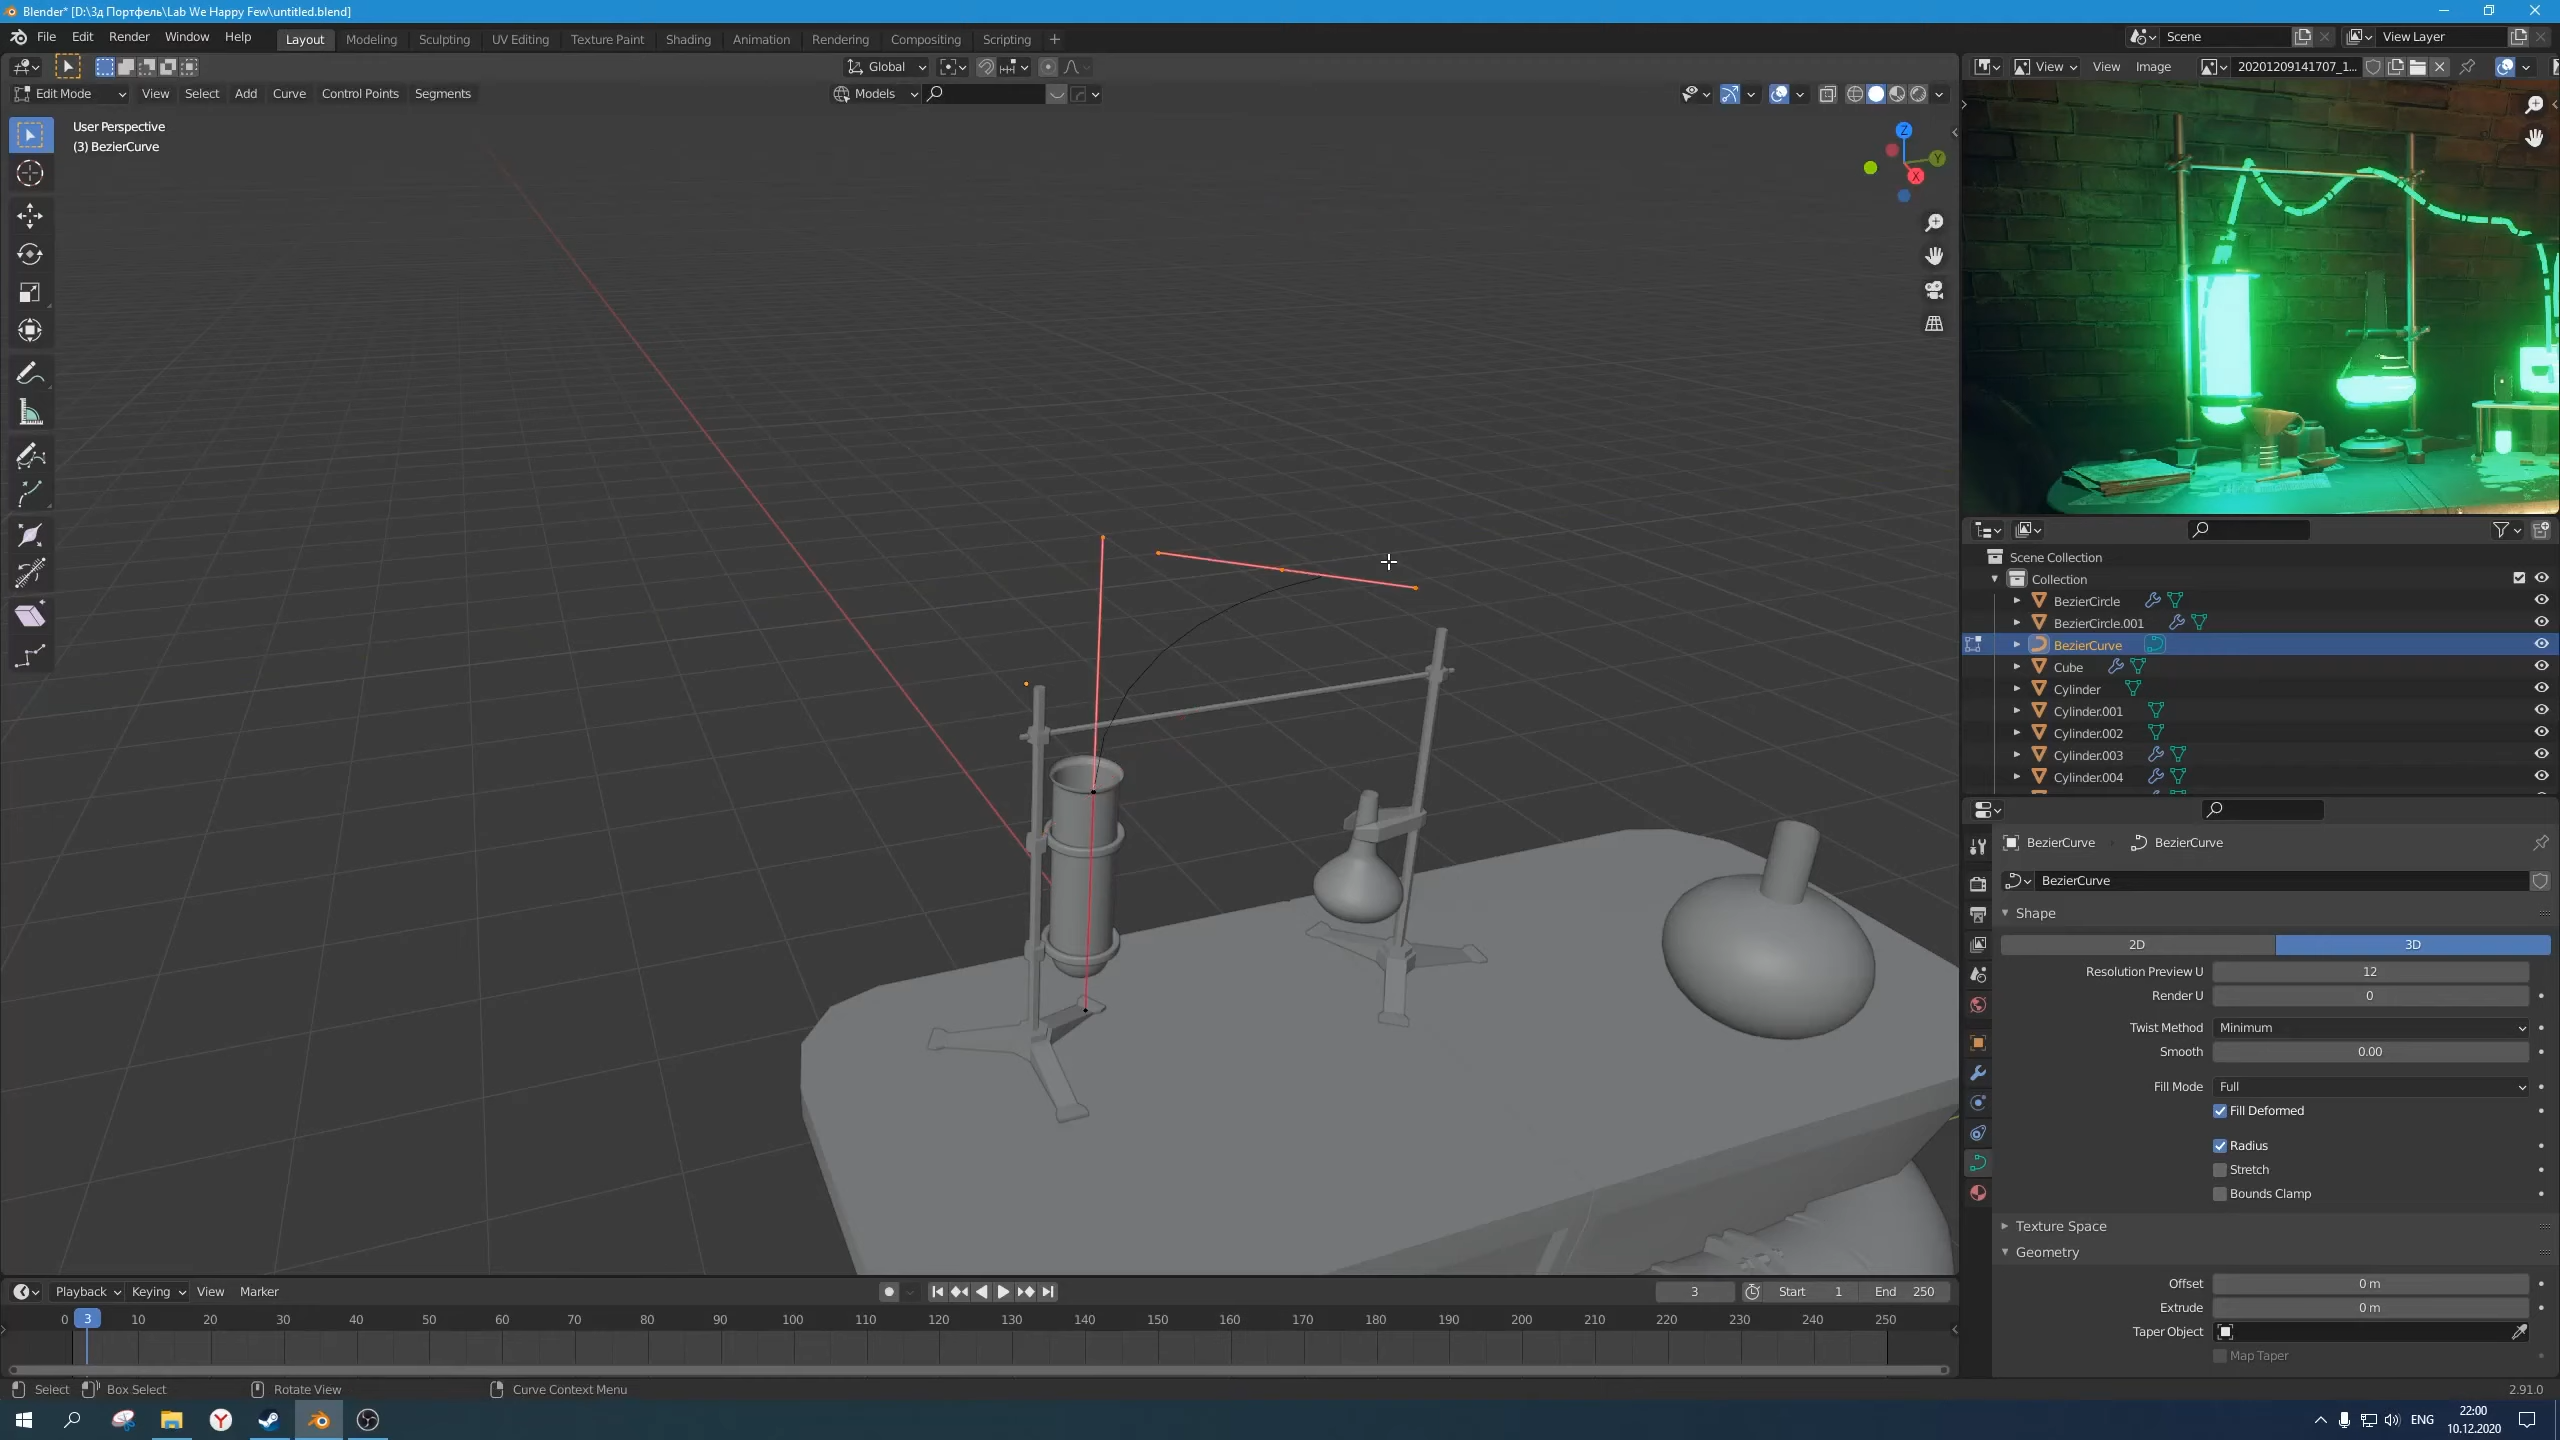 Blender* [D:\3д Портфель\Lab We Happy Few\untitled.blend]
File Edit Render Window Help Layout Modeling Sculpting UV Editing Texture Paint Shading Animation Rendering Compositing Scripting + Scene View Layer
Global View View Image 20201209141707_1...
Edit Mode View Select Add Curve Control Points Segments Models
User Perspective
(3) BezierCurve
Z
Y
X
Scene Collection
Collection
BezierCircle
BezierCircle.001
BezierCurve
Cube
Cylinder
Cylinder.001
Cylinder.002
Cylinder.003
Cylinder.004
BezierCurve BezierCurve
BezierCurve
Shape
2D 3D
Resolution Preview U 12
Render U 0
Twist Method Minimum
Smooth 0.00
Fill Mode Full
Fill Deformed
Radius
Stretch
Bounds Clamp
Texture Space
Geometry
Offset 0 m
Extrude 0 m
Taper Object
Map Taper
Playback Keying View Marker 3 Start 1 End 250
0 3 10 20 30 40 50 60 70 80 90 100 110 120 130 140 150 160 170 180 190 200 210 220 230 240 250
Select Box Select Rotate View Curve Context Menu 2.91.0
ENG 22:00
10.12.2020